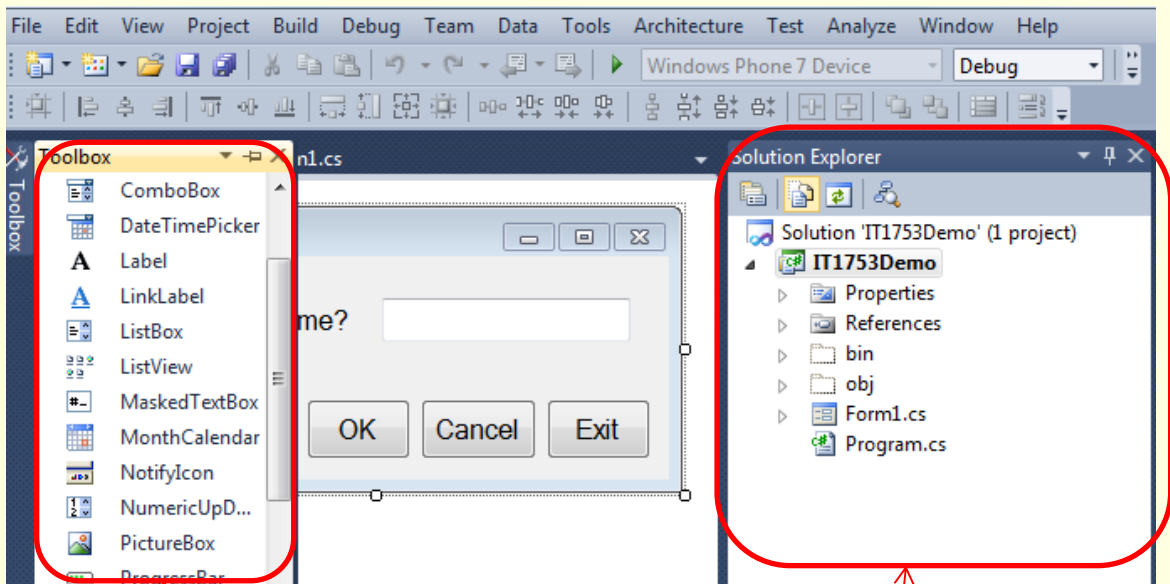 File Edit View Project Build Debug Team Data Tools Architecture Test Analyze Window Help
Windows Phone 7 Device Debug
Toolbox
Toolbox
ComboBox
DateTimePicker
A Label
A LinkLabel
ListBox
ListView
MaskedTextBox
MonthCalendar
NotifyIcon
NumericUpD...
PictureBox
ProgressBar
n1.cs
me?
OK Cancel Exit
Solution Explorer
Solution 'IT1753Demo' (1 project)
IT1753Demo
Properties
References
bin
obj
Form1.cs
Program.cs